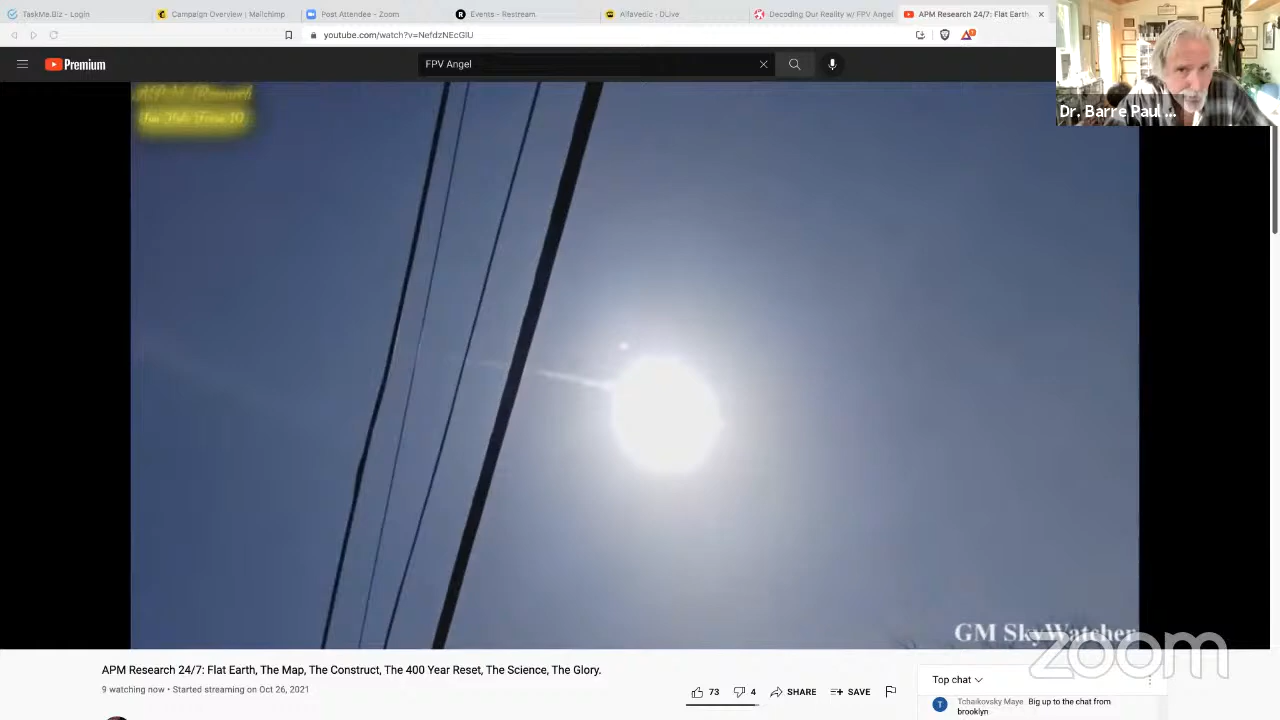 TaskMe.Biz - Login
Campaign Overview | Mailchimp
Post Attendee - Zoom
Events - Restream
Alfavedic - DLive
Decoding Our Reality w/ FPV Angel
APM Research 24/7: Flat Earth,
youtube.com/watch?v=NefdzNEcGIU
Premium
FPV Angel
Dr. Barre Paul ...
A.P.M. Research
GM SkyWatcher
zoom
APM Research 24/7: Flat Earth, The Map, The Construct, The 400 Year Reset, The Science, The Glory.
9 watching now • Started streaming on Oct 26, 2021
73
4
SHARE
SAVE
Top chat
T
Tchaikovsky Maye Big up to the chat from
brooklyn